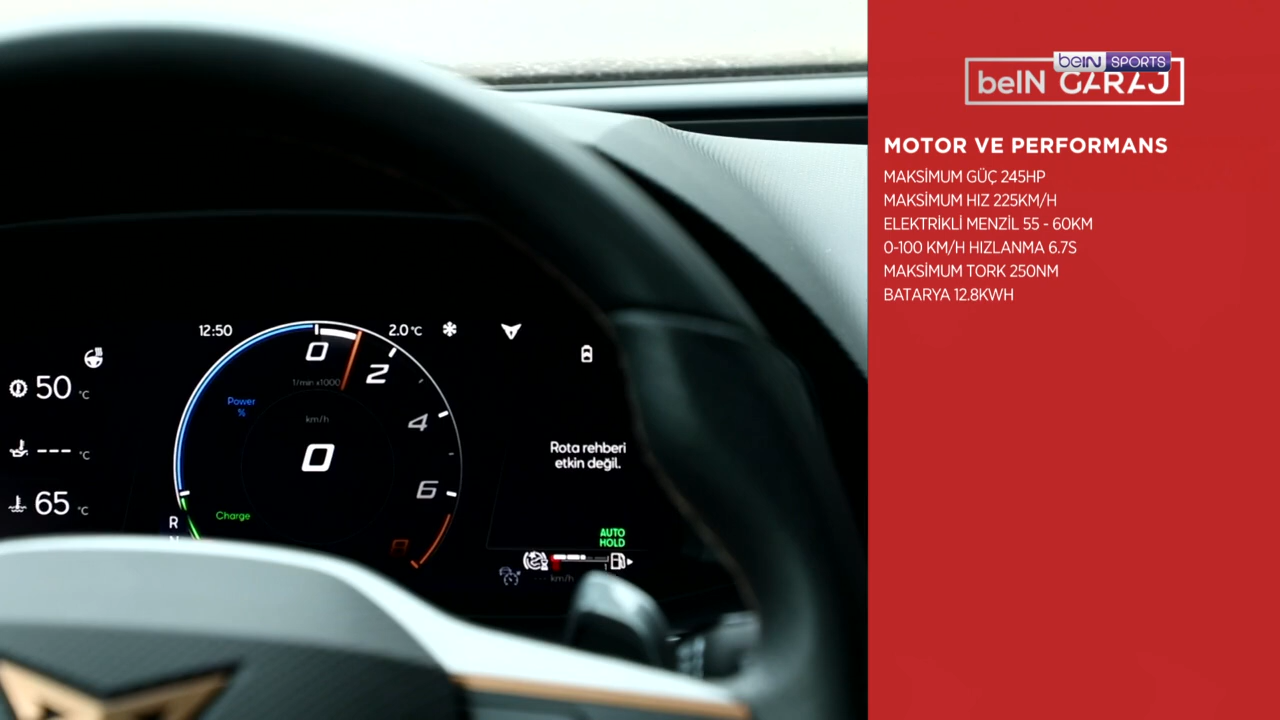 beIN SPORTS
beIN GARAJ
MOTOR VE PERFORMANS
MAKSİMUM GÜÇ 245HP
MAKSİMUM HIZ 225KM/H
ELEKTRİKLİ MENZİL 55 - 60KM
0-100 KM/H HIZLANMA 6.7S
MAKSİMUM TORK 250NM
BATARYA 12.8KWH
12:50
2.0 °C
0
2
4
6
8
1/min x1000
50 °C
Power
%
km/h
0
--- °C
65 °C
Charge
R
Rota rehberi
etkin değil.
AUTO
HOLD
1
--- km/h